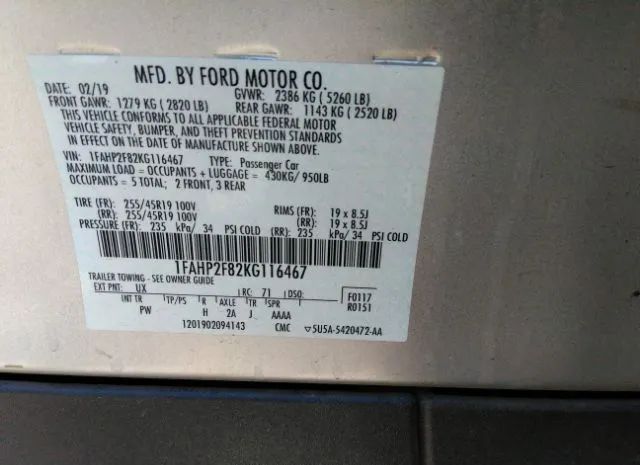 MFD. BY FORD MOTOR CO.
DATE: 02/19 GVWR: 2386 KG ( 5260 LB)
FRONT GAWR: 1279 KG ( 2820 LB) REAR GAWR: 1143 KG ( 2520 LB)
THIS VEHICLE CONFORMS TO ALL APPLICABLE FEDERAL MOTOR
VEHICLE SAFETY, BUMPER, AND THEFT PREVENTION STANDARDS
IN EFFECT ON THE DATE OF MANUFACTURE SHOWN ABOVE.
VIN: 1FAHP2F82KG116467 TYPE: Passenger Car
MAXIMUM LOAD = OCCUPANTS + LUGGAGE = 430KG/ 950LB
OCCUPANTS = 5 TOTAL; 2 FRONT, 3 REAR
TIRE (FR): 255/45R19 100V RIMS (FR): 19 x 8.5J
(RR): 255/45R19 100V (RR): 19 x 8.5J
PRESSURE (FR): 235 kPa/ 34 PSI COLD (RR): 235 kPa/ 34 PSI COLD
1FAHP2F82KG116467
TRAILER TOWING - SEE OWNER GUIDE
EXT PNT: UX RC: 71 DSO: F0117
INT TR TP/PS R AXLE TR SPR R0151
PW H 2A J AAAA
1201902094143 CMC 5U5A-5420472-AA